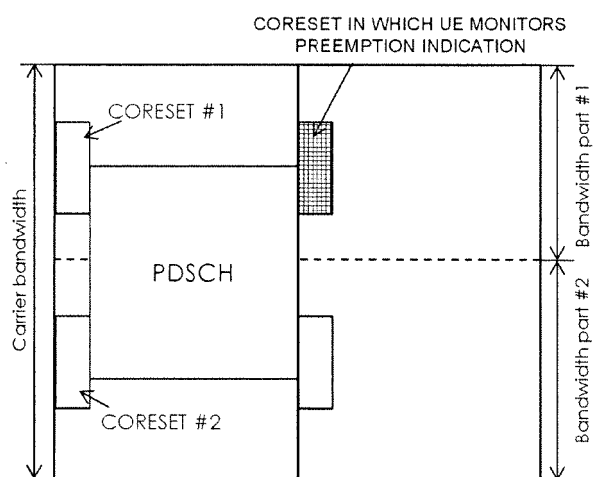 CORESET IN WHICH UE MONITORS
PREEMPTION INDICATION
CORESET #1
PDSCH
CORESET #2
Carrier bandwidth
Bandwidth part #1
Bandwidth part #2